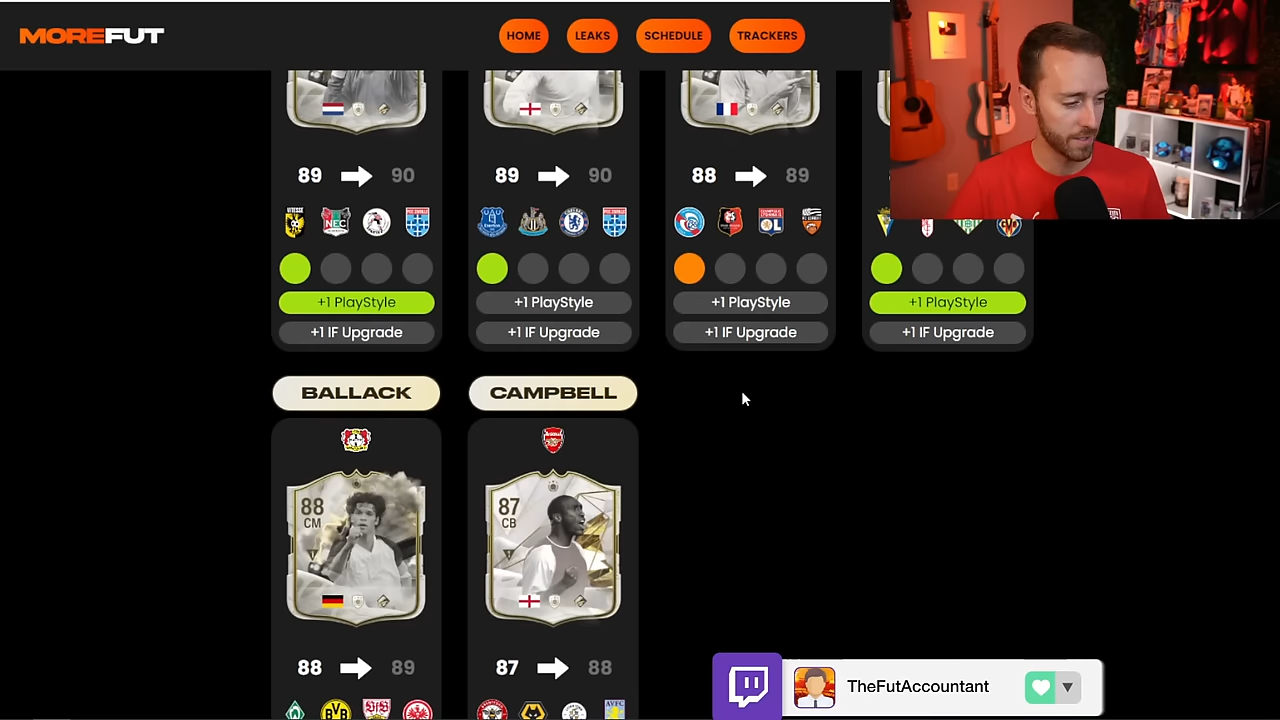 MOREFUT
HOME
LEAKS
SCHEDULE
TRACKERS
89
90
89
90
88
89
+1 PlayStyle
+1 IF Upgrade
+1 PlayStyle
+1 IF Upgrade
+1 PlayStyle
+1 IF Upgrade
+1 PlayStyle
+1 IF Upgrade
BALLACK
CAMPBELL
88
CM
87
CB
88
89
87
88
TheFutAccountant